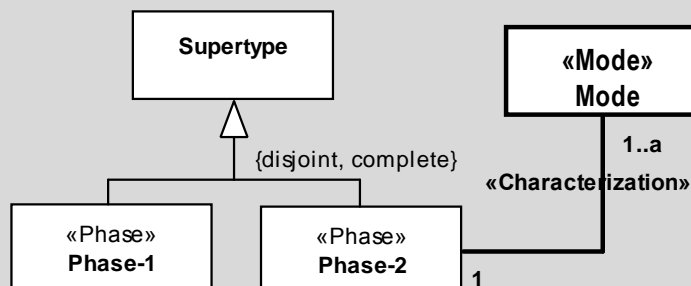 Supertype
«Mode»
Mode
{disjoint, complete}
1..a
«Characterization»
«Phase»
Phase-1
«Phase»
Phase-2
1